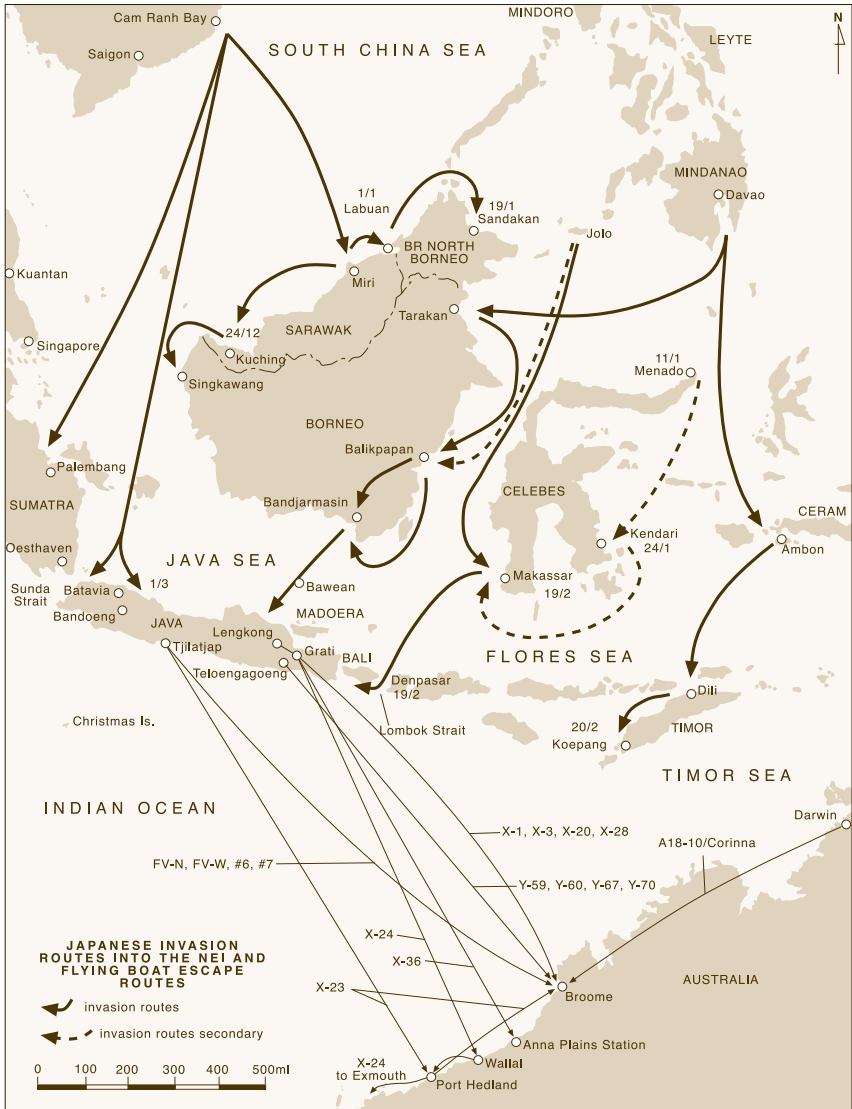 MINDORO
Cam Ranh Bay
N
SOUTH CHINA SEA
LEYTE
Saigon
MINDANAO
1/1
Labuan
19/1
Sandakan
Davao
Jolo
BR NORTH
BORNEO
Kuantan
Miri
Tarakan
SARAWAK
24/12
Singapore
Kuching
11/1
Menado
Singkawang
BORNEO
Balikpapan
Palembang
CELEBES
SUMATRA
Bandjarmasin
CERAM
Kendari
24/1
Ambon
Oesthaven
JAVA SEA
Makassar
19/2
Sunda
Strait
Batavia
1/3
Bawean
Bandoeng
MADOERA
JAVA
Lengkong
Tjilatjap
Grati
BALI
FLORES SEA
Teloengagoeng
Denpasar
19/2
Dili
Lombok Strait
TIMOR
Christmas Is.
20/2
Koepang
TIMOR SEA
INDIAN OCEAN
Darwin
X-1, X-3, X-20, X-28
A18-10/Corinna
FV-N, FV-W, #6, #7
Y-59, Y-60, Y-67, Y-70
X-24
JAPANESE INVASION
ROUTES INTO THE NEI AND
FLYING BOAT ESCAPE
ROUTES
X-36
AUSTRALIA
X-23
Broome
invasion routes
invasion routes secondary
Anna Plains Station
Wallal
X-24
to Exmouth
Port Hedland
0 100 200 300 400 500ml